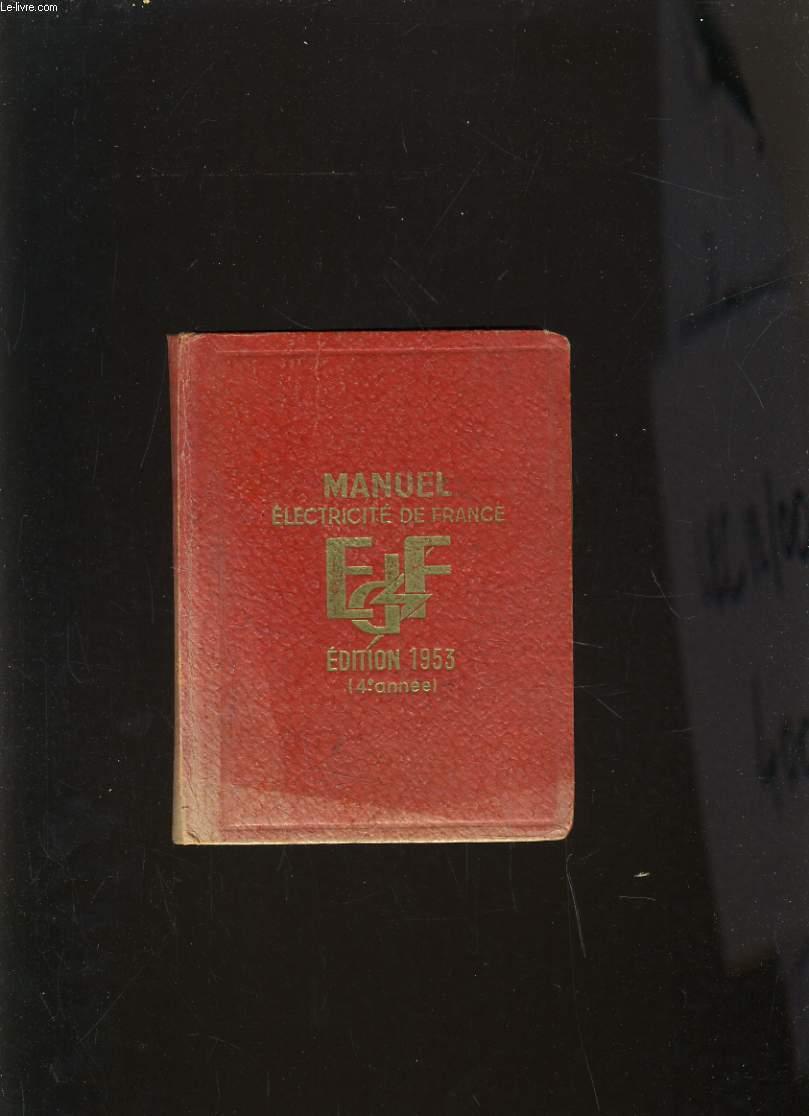 Le-livre.com
MANUEL
ÉLECTRICITÉ DE FRANCE
EdF
ÉDITION 1953
(4e année)